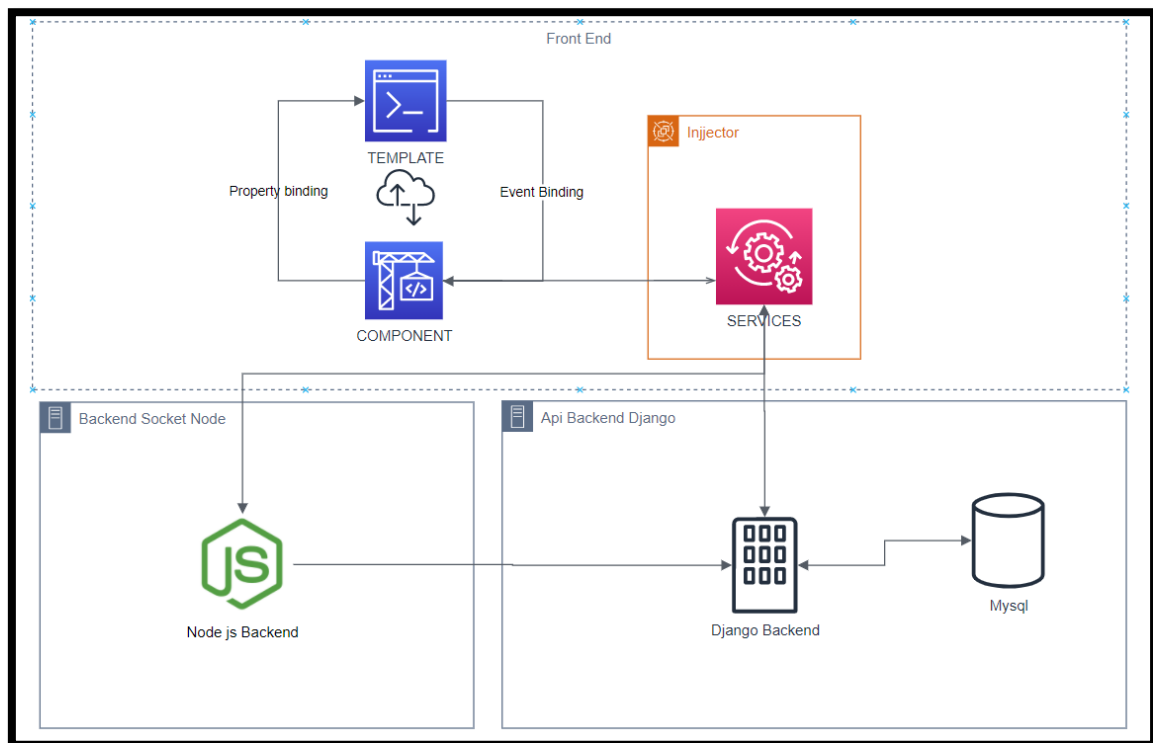 Front End
TEMPLATE
Injjector
Property binding
Event Binding
COMPONENT
SERVICES
Backend Socket Node
Api Backend Django
JS
Node js Backend
Django Backend
Mysql